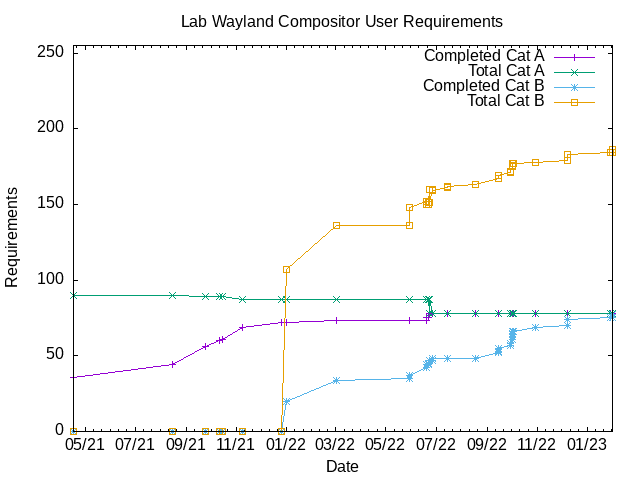 Lab Wayland Compositor User Requirements
Completed Cat A
Total Cat A
Completed Cat B
Total Cat B
250
200
150
100
50
0
Requirements
05/21 07/21 09/21 11/21 01/22 03/22 05/22 07/22 09/22 11/22 01/23
Date